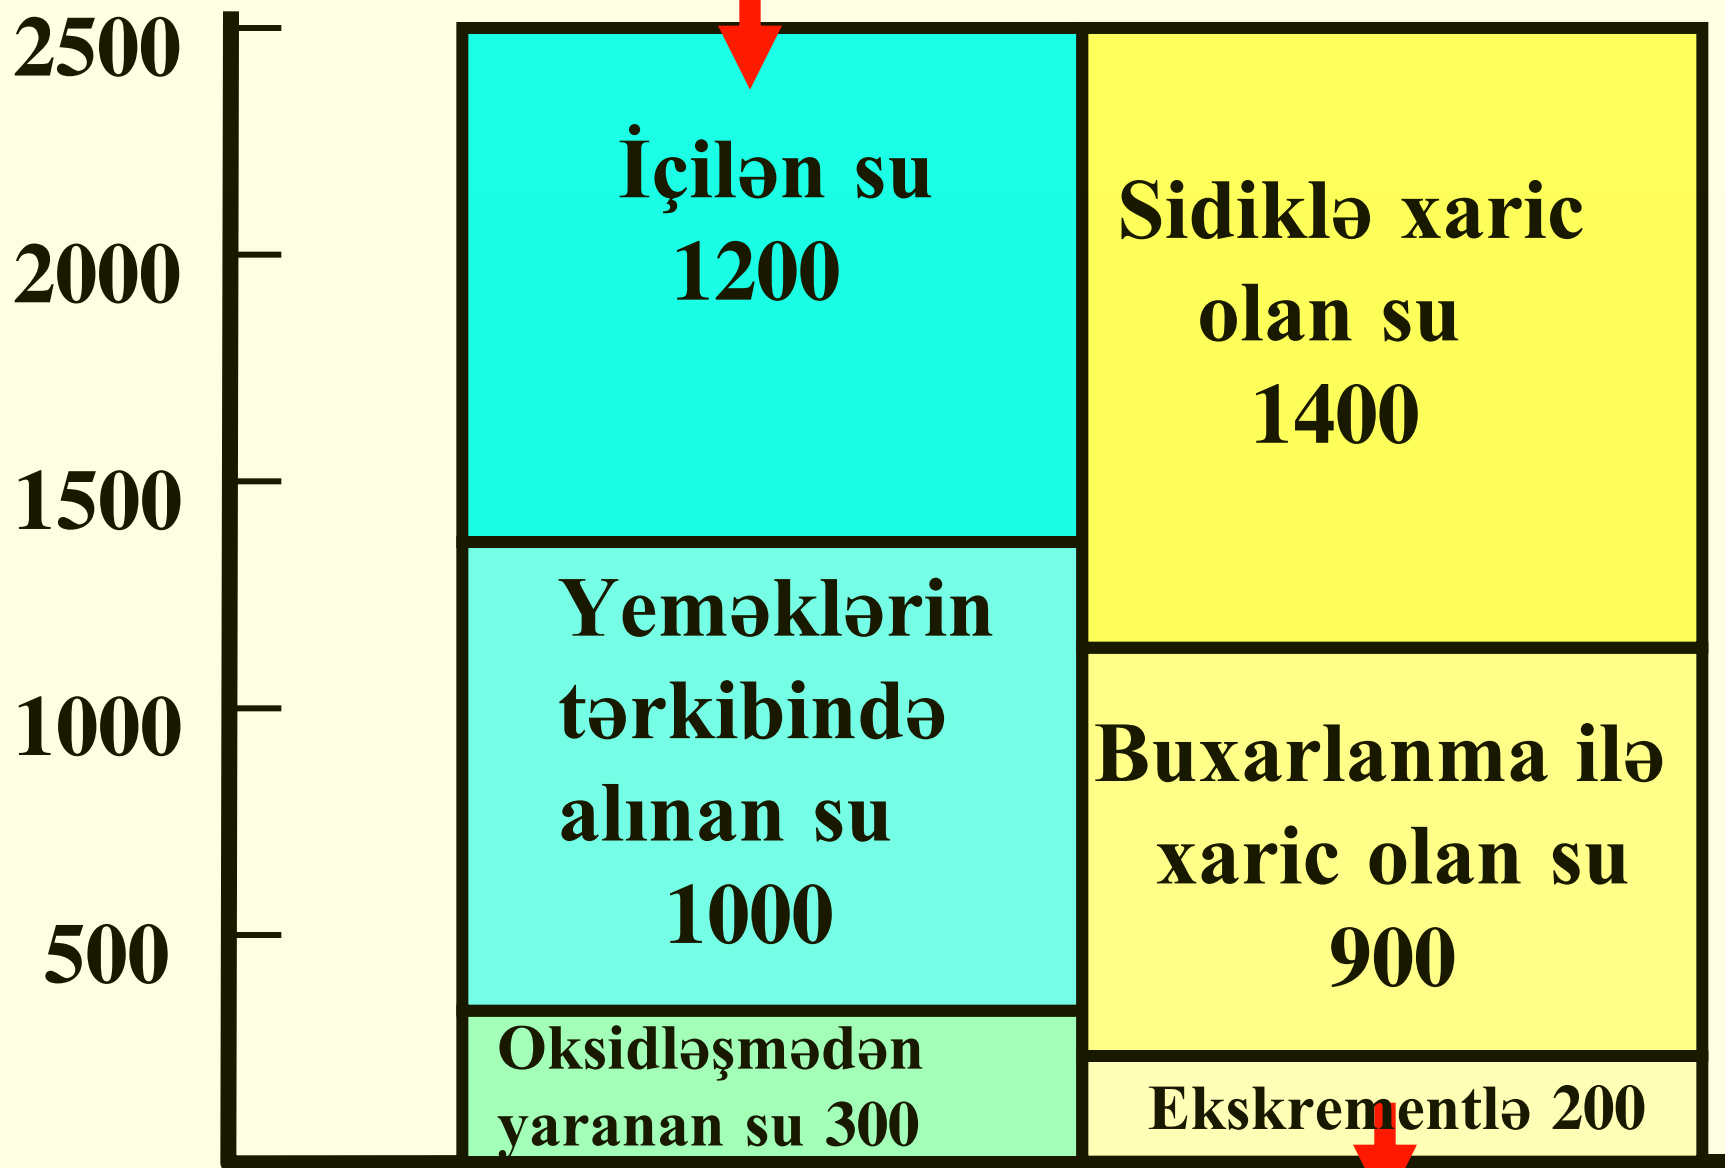 2500
2000
1500
1000
500
İçilən su
1200
Yeməklərin
tərkibində
alınan su
1000
Oksidləşmədən
yaranan su 300
Sidiklə xaric
olan su
1400
Buxarlanma ilə
xaric olan su
900
Ekskrementlə 200